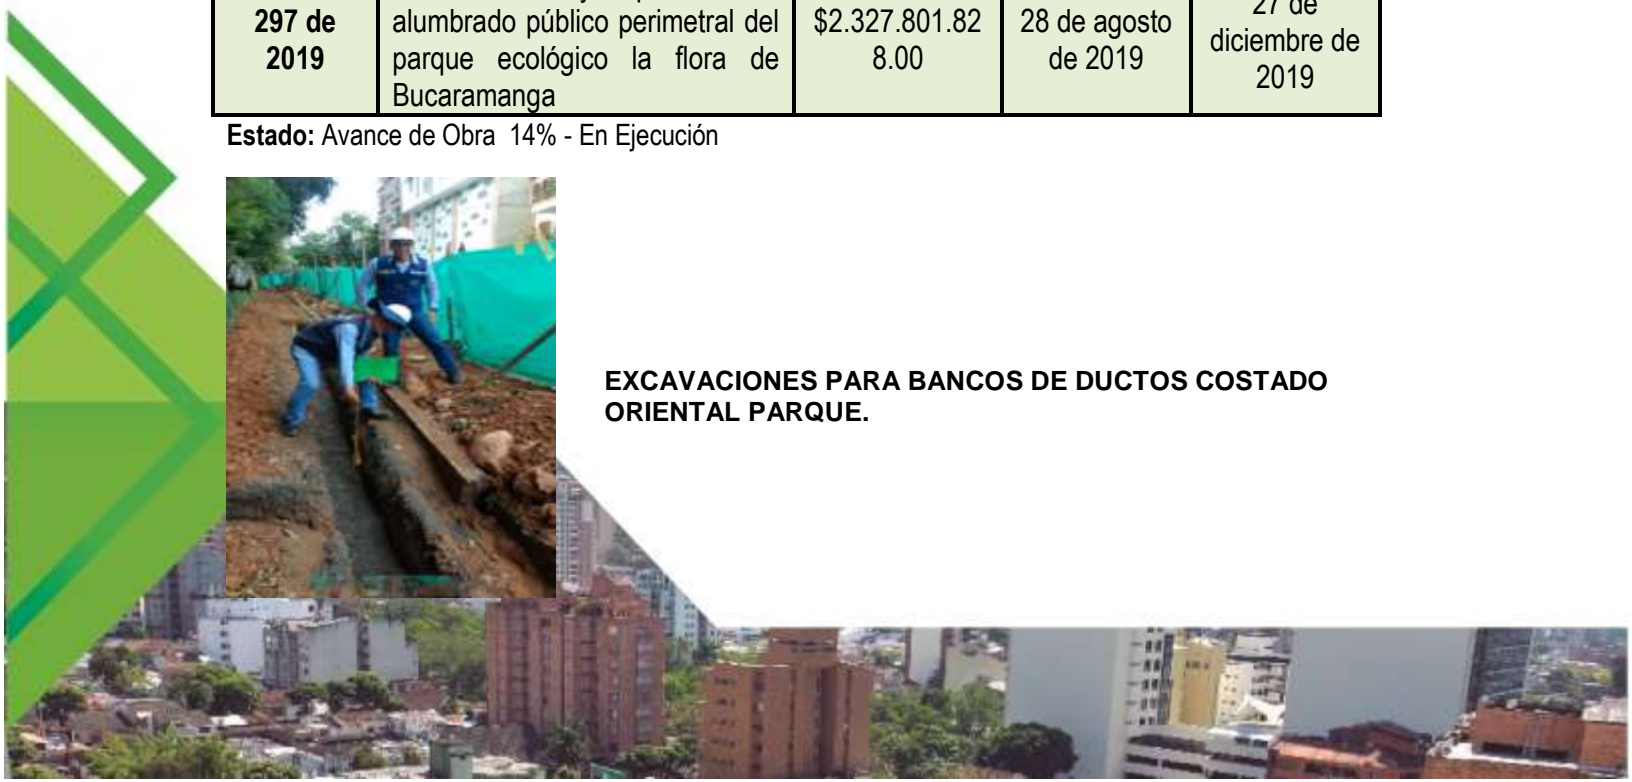 27 de
297 de
2019
alumbrado público perimetral del
parque ecológico la flora de
Bucaramanga
$2.327.801.82
8.00
28 de agosto
de 2019
diciembre de
2019
Estado: Avance de Obra 14% - En Ejecución
EXCAVACIONES PARA BANCOS DE DUCTOS COSTADO
ORIENTAL PARQUE.